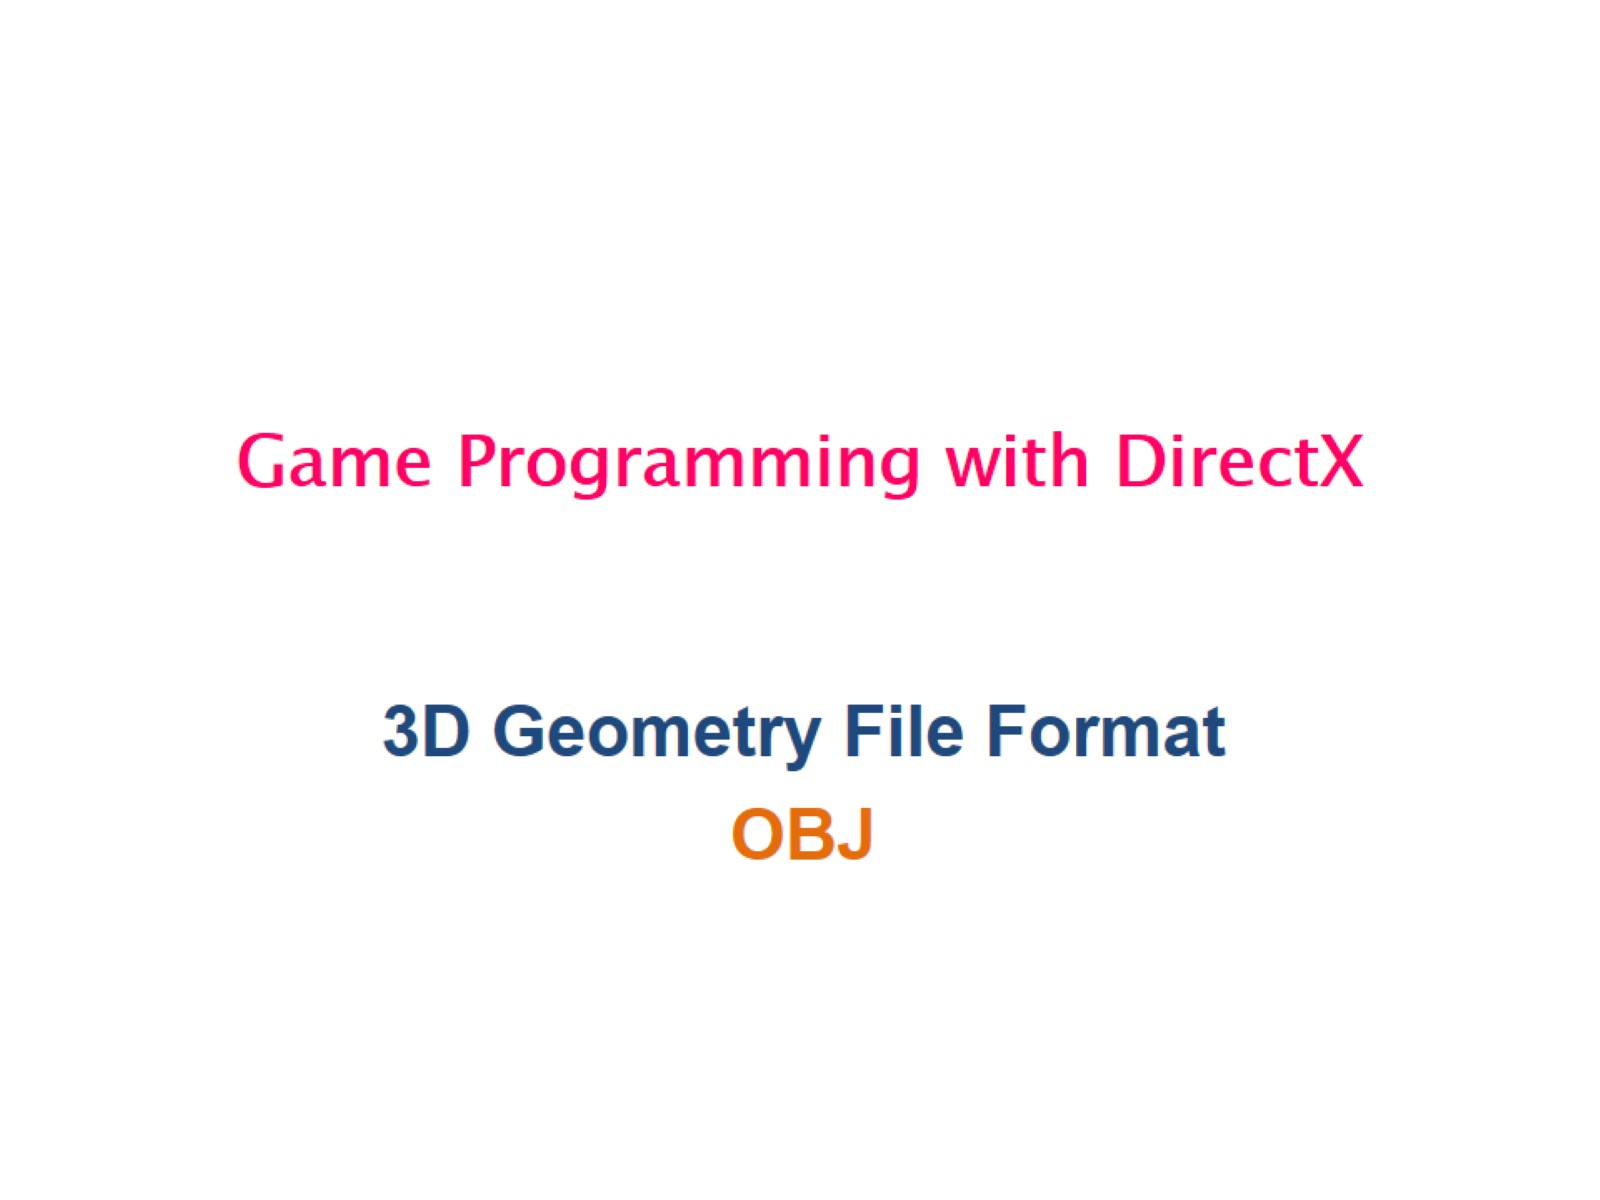 Game Programming with DirectX
3D Geometry File Format
OBJ